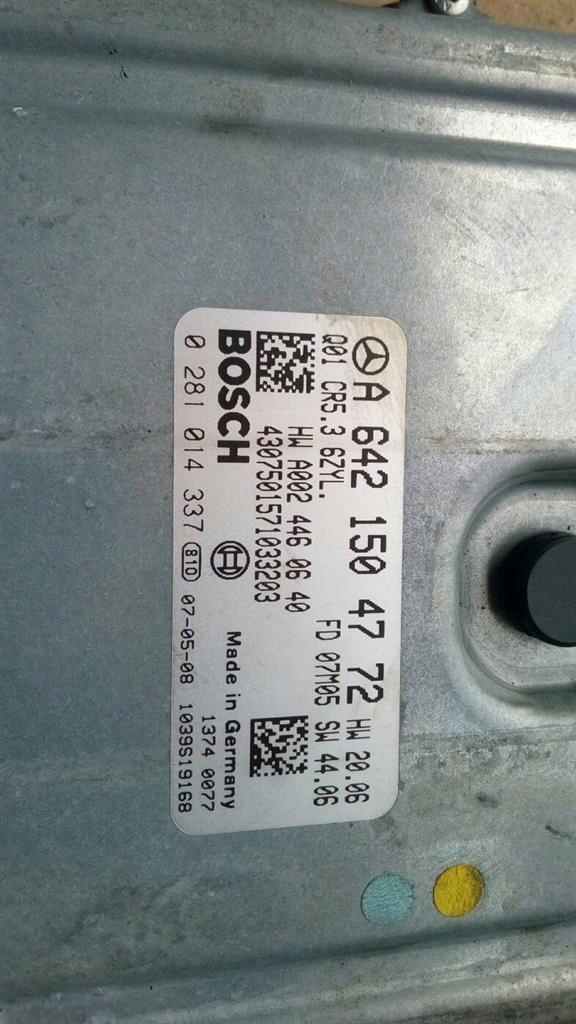 A 642 150 47 72 HW 20.06
Q01 CR5.3 6ZYL. FD 07M05 SW 44.06
HW A002 446 06 40
4307501571033203
BOSCH Made in Germany
1374 0077
0 281 014 337 810 07-05-08 1039S19168